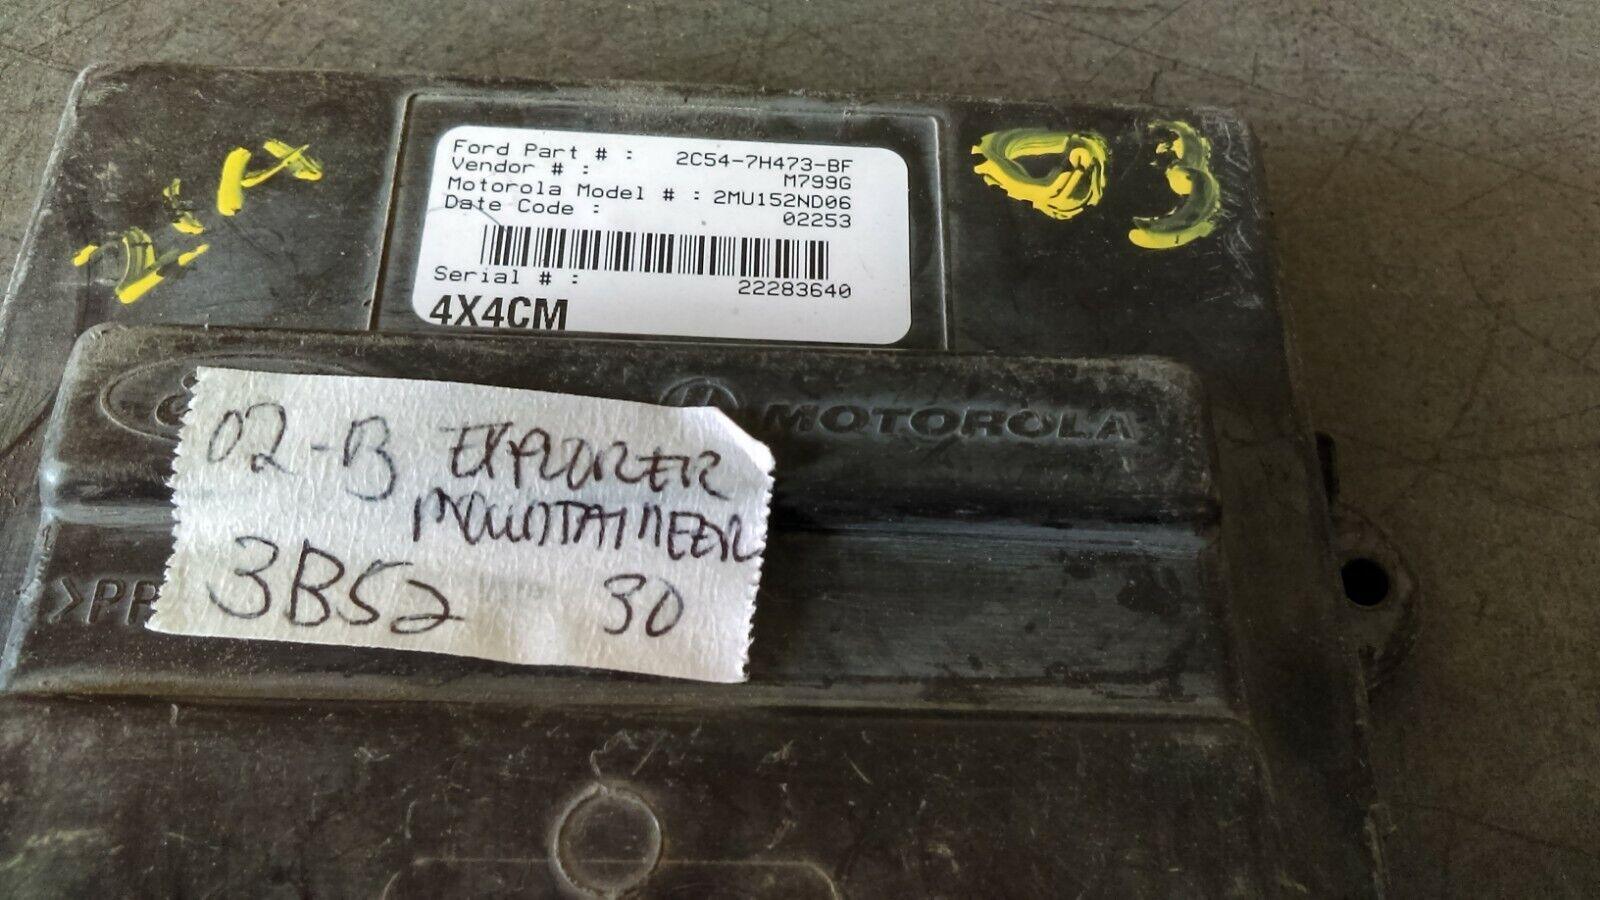 Ford Part # : 2C54-7H473-BF
Vendor # : M799G
Motorola Model # : 2MU152ND06
Date Code : 02253
Serial # : 22283640
4X4CM
03
MOTOROLA
02-B EXPLORER
MOUNTAINEER
3B52 30
>PP